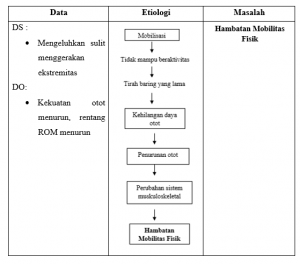 Data Etiologi Masalah
DS :
Mengeluhkan sulit
menggerakan
ekstremitas
DO:
Kekuatan otot
menurun, rentang
ROM menurun
Mobilisasi
Tidak mampu beraktivitas
Tirah baring yang lama
Kehilangan daya
otot
Penurunan otot
Perubahan sistem
muskuloskeletal
Hambatan
Mobilitas Fisik
Hambatan Mobilitas
Fisik